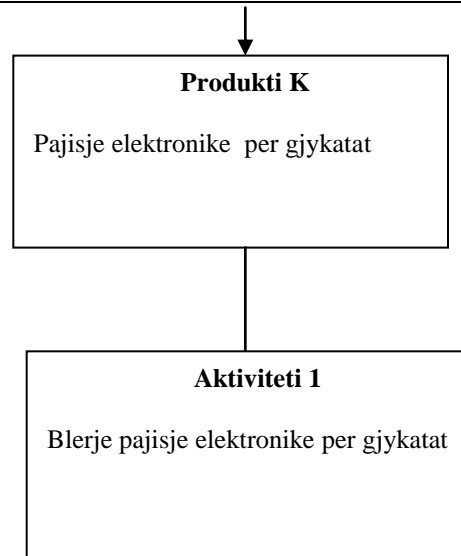 Produkti K
Pajisje elektronike per gjykatat
Aktiviteti 1
Blerje pajisje elektronike per gjykatat